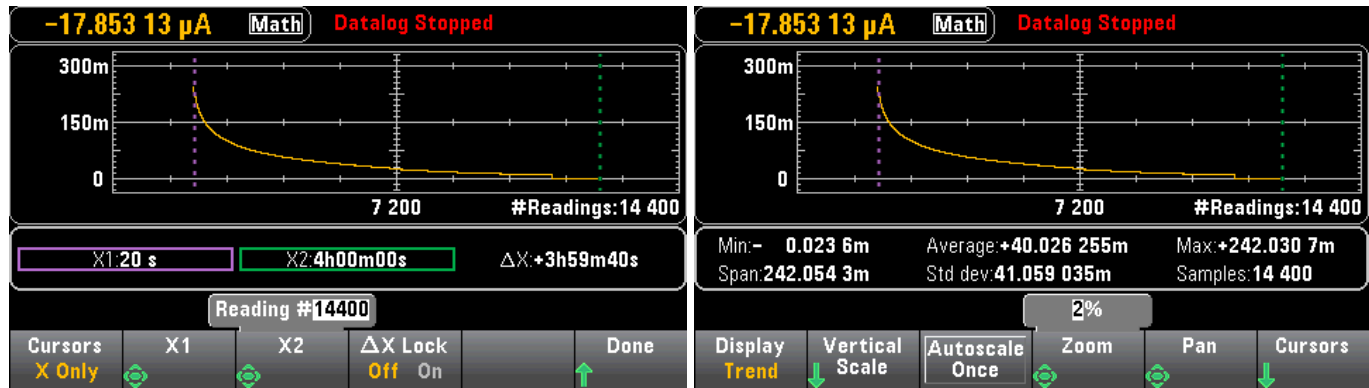 −17.853 13 µA Math Datalog Stopped
300m
150m
0
7 200 #Readings:14 400
X1:20 s X2:4h00m00s ΔX:+3h59m40s
Reading #14400
Cursors X1 X2 ΔX Lock Done
X Only Off On
−17.853 13 µA Math Datalog Stopped
300m
150m
0
7 200 #Readings:14 400
Min:− 0.023 6m Average:+40.026 255m Max:+242.030 7m
Span:242.054 3m Std dev:41.059 035m Samples:14 400
2%
Display Vertical Autoscale Zoom Pan Cursors
Trend Scale Once